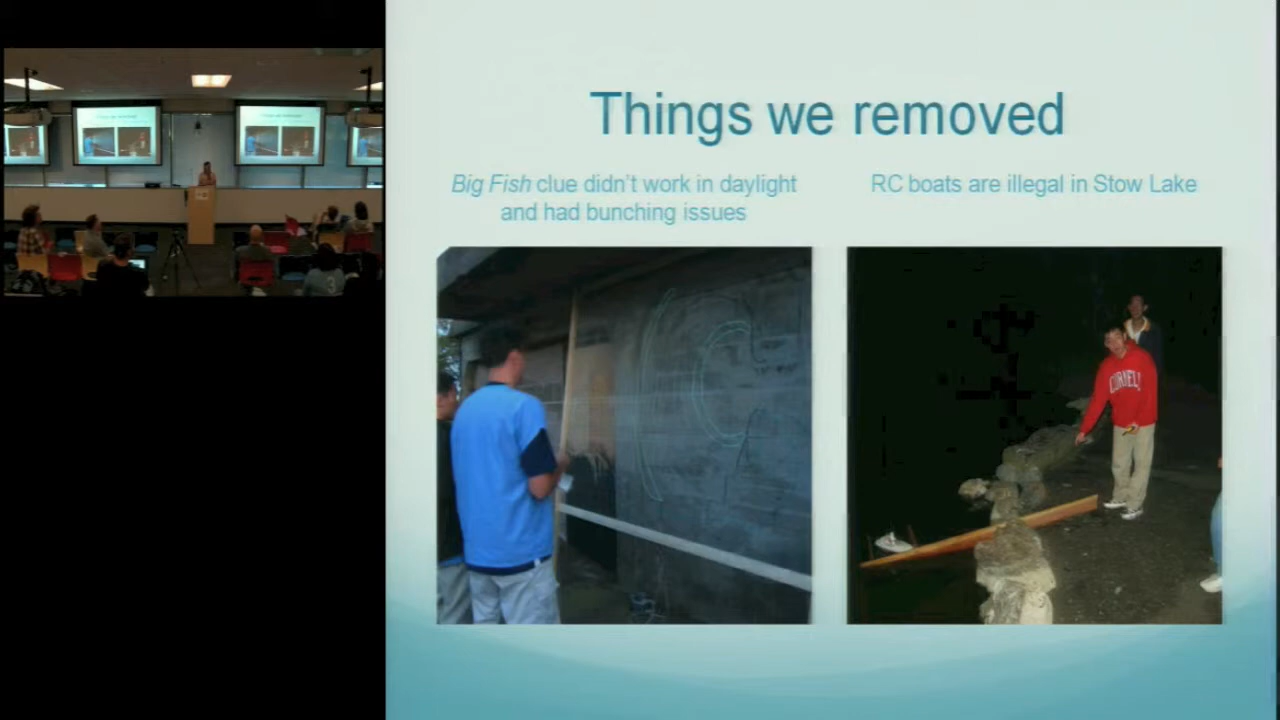 Things we removed
Big Fish clue didn't work in daylight
and had bunching issues
RC boats are illegal in Stow Lake
CORNELL